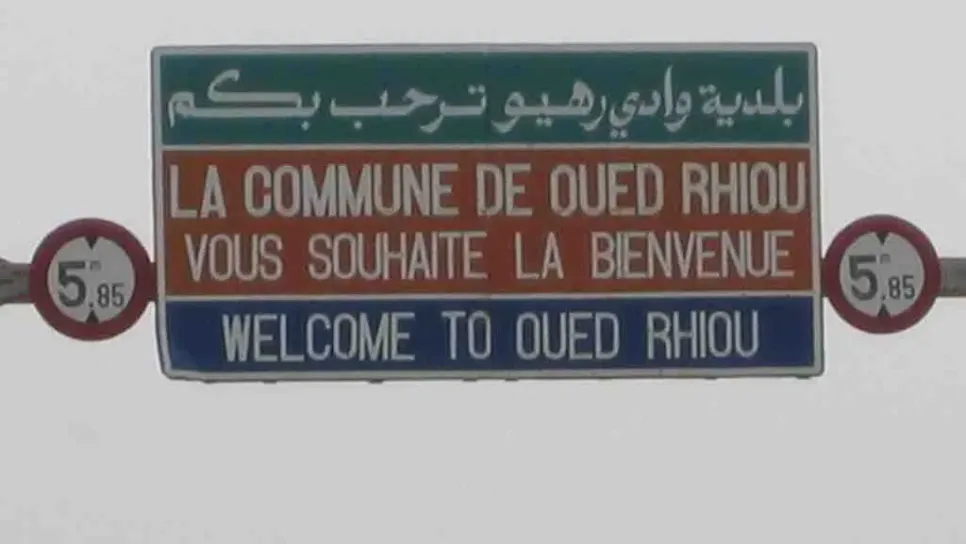 بلدية وادي رهيو ترحب بكم
LA COMMUNE DE OUED RHIOU
VOUS SOUHAITE LA BIENVENUE
WELCOME TO OUED RHIOU
5m.85
5m.85